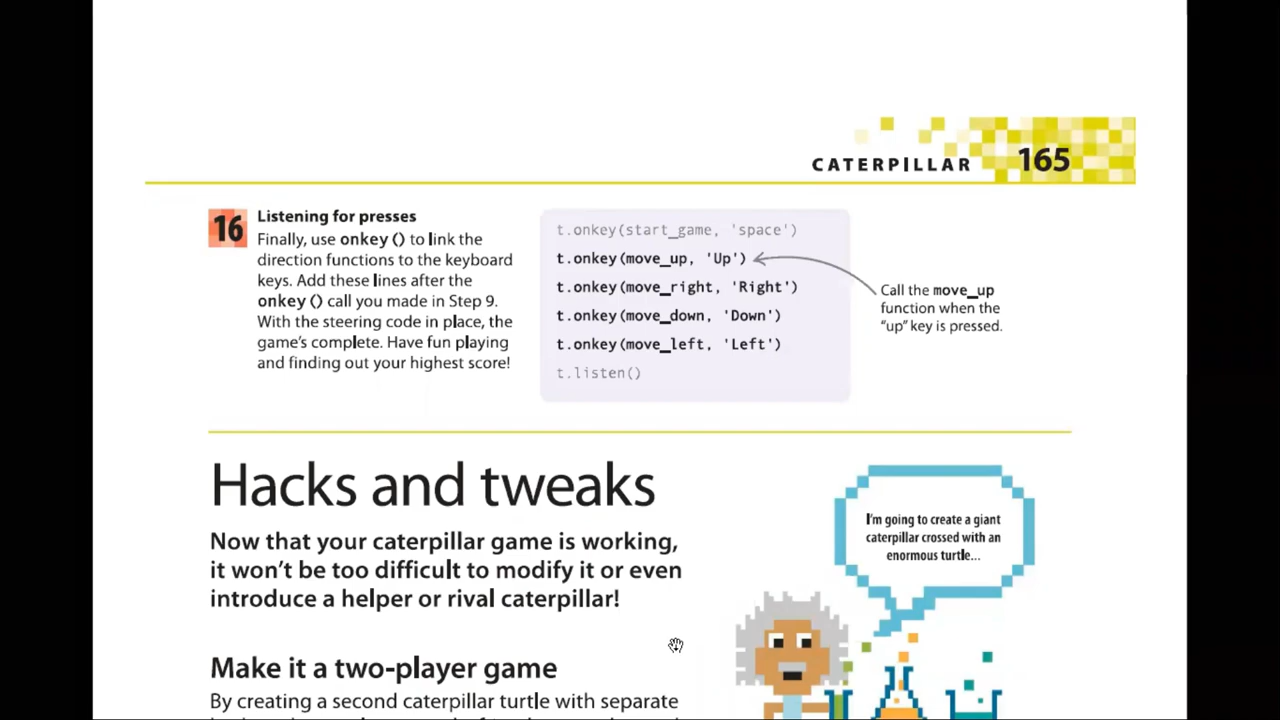 CATERPILLAR 165
16 Listening for presses
Finally, use onkey () to link the
direction functions to the keyboard
keys. Add these lines after the
onkey () call you made in Step 9.
With the steering code in place, the
game's complete. Have fun playing
and finding out your highest score!
t.onkey(start_game, 'space')
t.onkey(move_up, 'Up')
t.onkey(move_right, 'Right')
t.onkey(move_down, 'Down')
t.onkey(move_left, 'Left')
t.listen()
Call the move_up
function when the
"up" key is pressed.
Hacks and tweaks
Now that your caterpillar game is working,
it won't be too difficult to modify it or even
introduce a helper or rival caterpillar!
I'm going to create a giant
caterpillar crossed with an
enormous turtle...
Make it a two-player game
By creating a second caterpillar turtle with separate